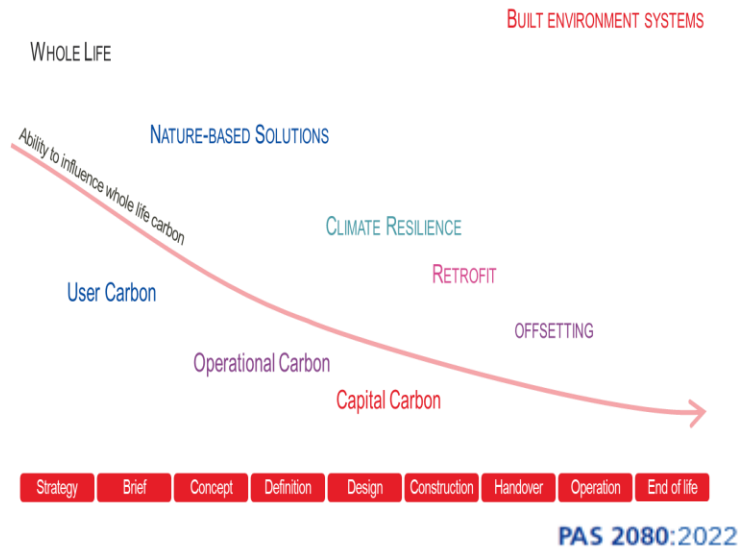 BUILT ENVIRONMENT SYSTEMS
WHOLE LIFE
NATURE-BASED SOLUTIONS
Ability to influence whole life carbon
CLIMATE RESILIENCE
RETROFIT
User Carbon
OFFSETTING
Operational Carbon
Capital Carbon
Strategy Brief Concept Definition Design Construction Handover Operation End of life
PAS 2080:2022